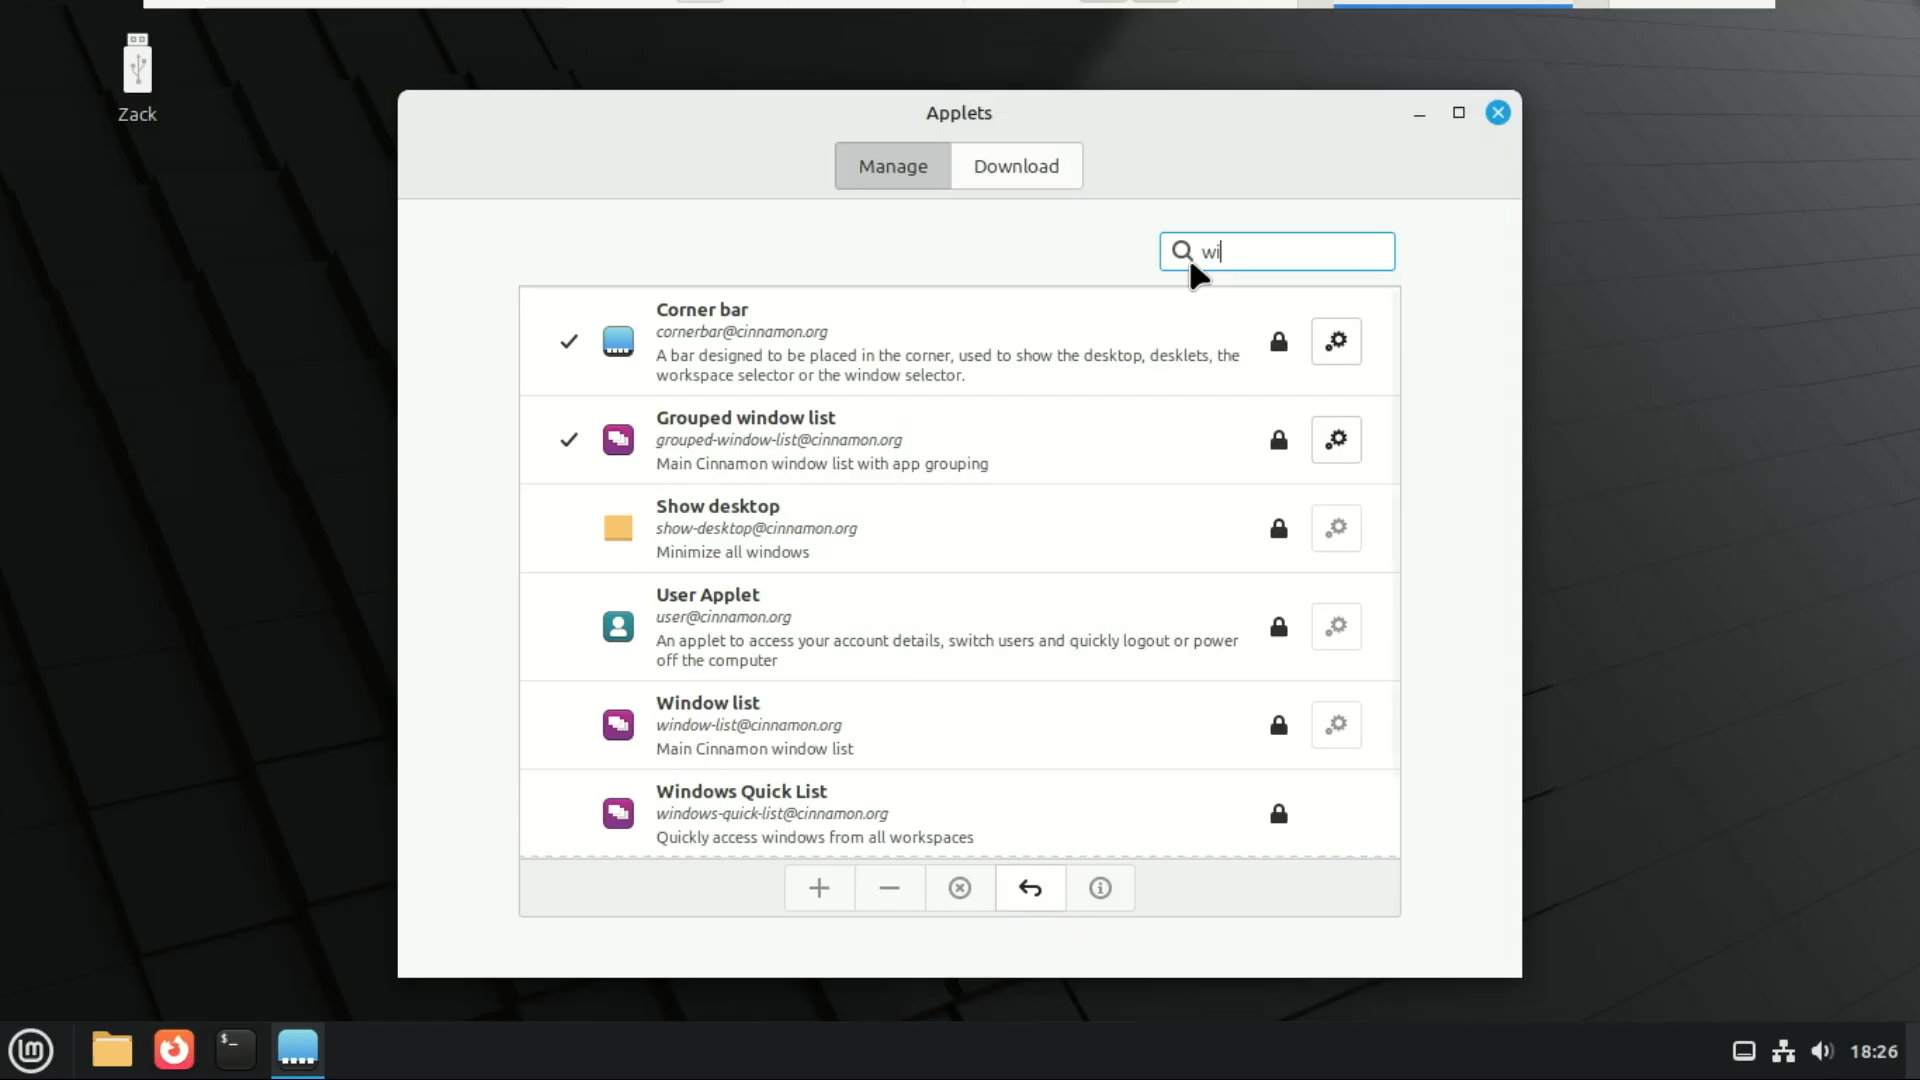 Zack
Applets
Manage
Download
wi
Corner bar
cornerbar@cinnamon.org
A bar designed to be placed in the corner, used to show the desktop, desklets, the
workspace selector or the window selector.
Grouped window list
grouped-window-list@cinnamon.org
Main Cinnamon window list with app grouping
Show desktop
show-desktop@cinnamon.org
Minimize all windows
User Applet
user@cinnamon.org
An applet to access your account details, switch users and quickly logout or power
off the computer
Window list
window-list@cinnamon.org
Main Cinnamon window list
Windows Quick List
windows-quick-list@cinnamon.org
Quickly access windows from all workspaces
$_
18:26